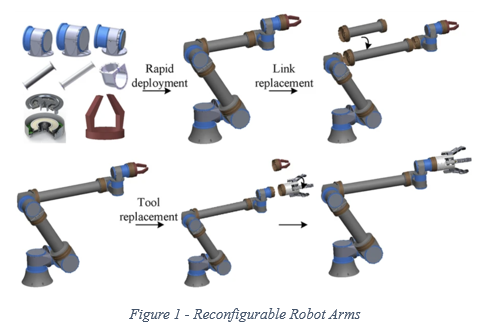 Rapid
deployment
Link
replacement
Tool
replacement
Figure 1 - Reconfigurable Robot Arms